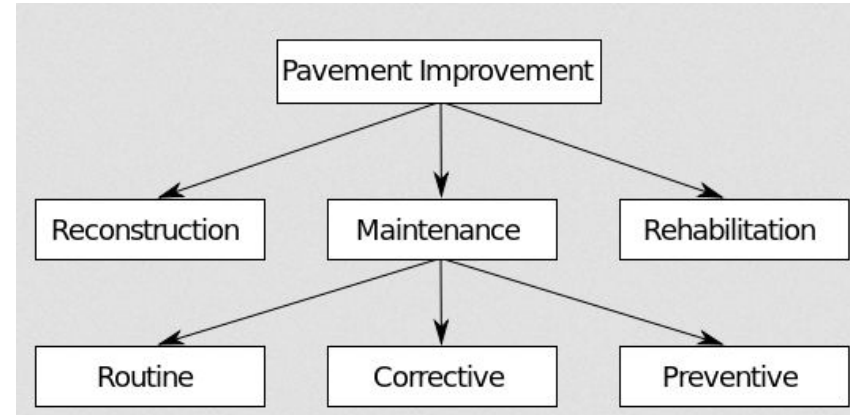 Pavement Improvement
Reconstruction
Maintenance
Rehabilitation
Routine
Corrective
Preventive